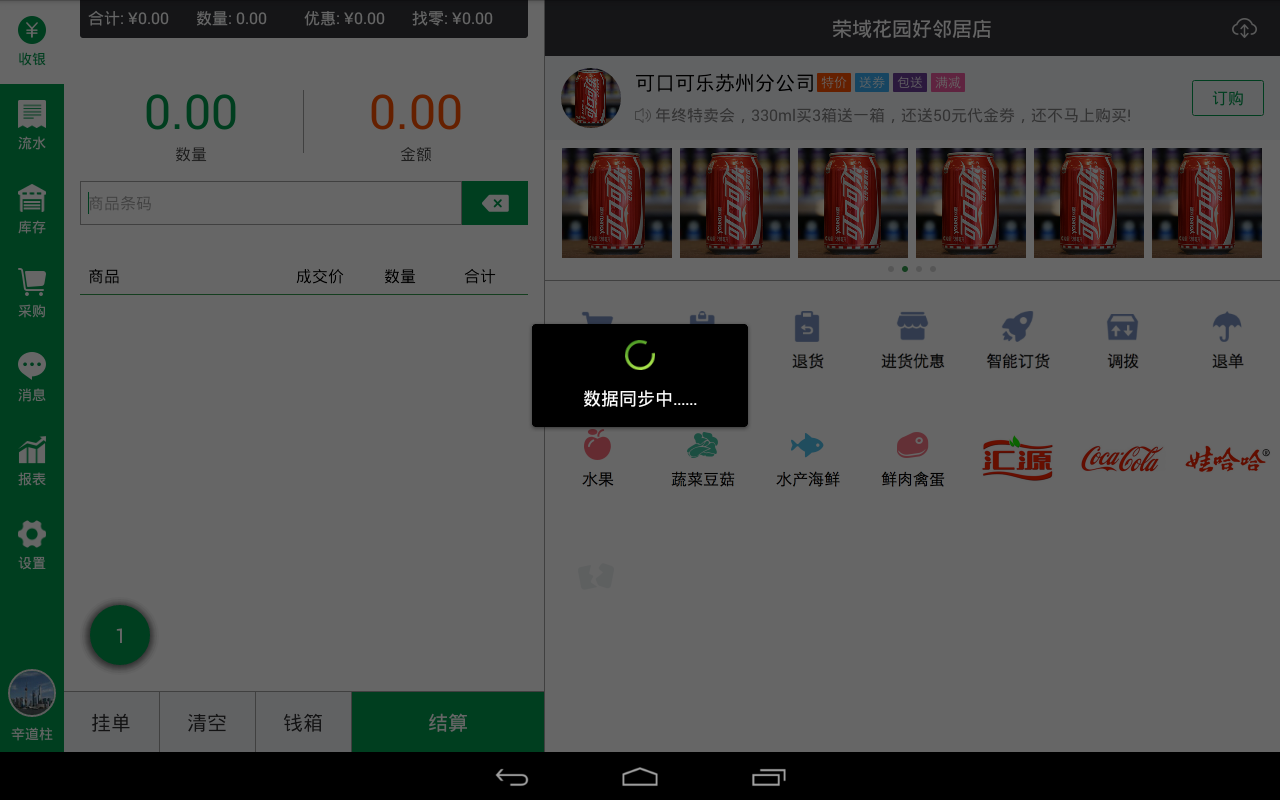 收银
流水
库存
采购
消息
报表
设置
辛道柱
合计: ¥0.00 数量: 0.00 优惠: ¥0.00 找零: ¥0.00
0.00 0.00
数量 金额
商品条码
商品 成交价 数量 合计
1
挂单 清空 钱箱 结算
荣域花园好邻居店
可口可乐苏州分公司 特价 送券 包送 满减
年终特卖会，330ml买3箱送一箱，还送50元代金券，还不马上购买!
订购
退货 进货优惠 智能订货 调拨 退单
数据同步中......
水果 蔬菜豆菇 水产海鲜 鲜肉禽蛋 汇源 Coca-Cola 娃哈哈®